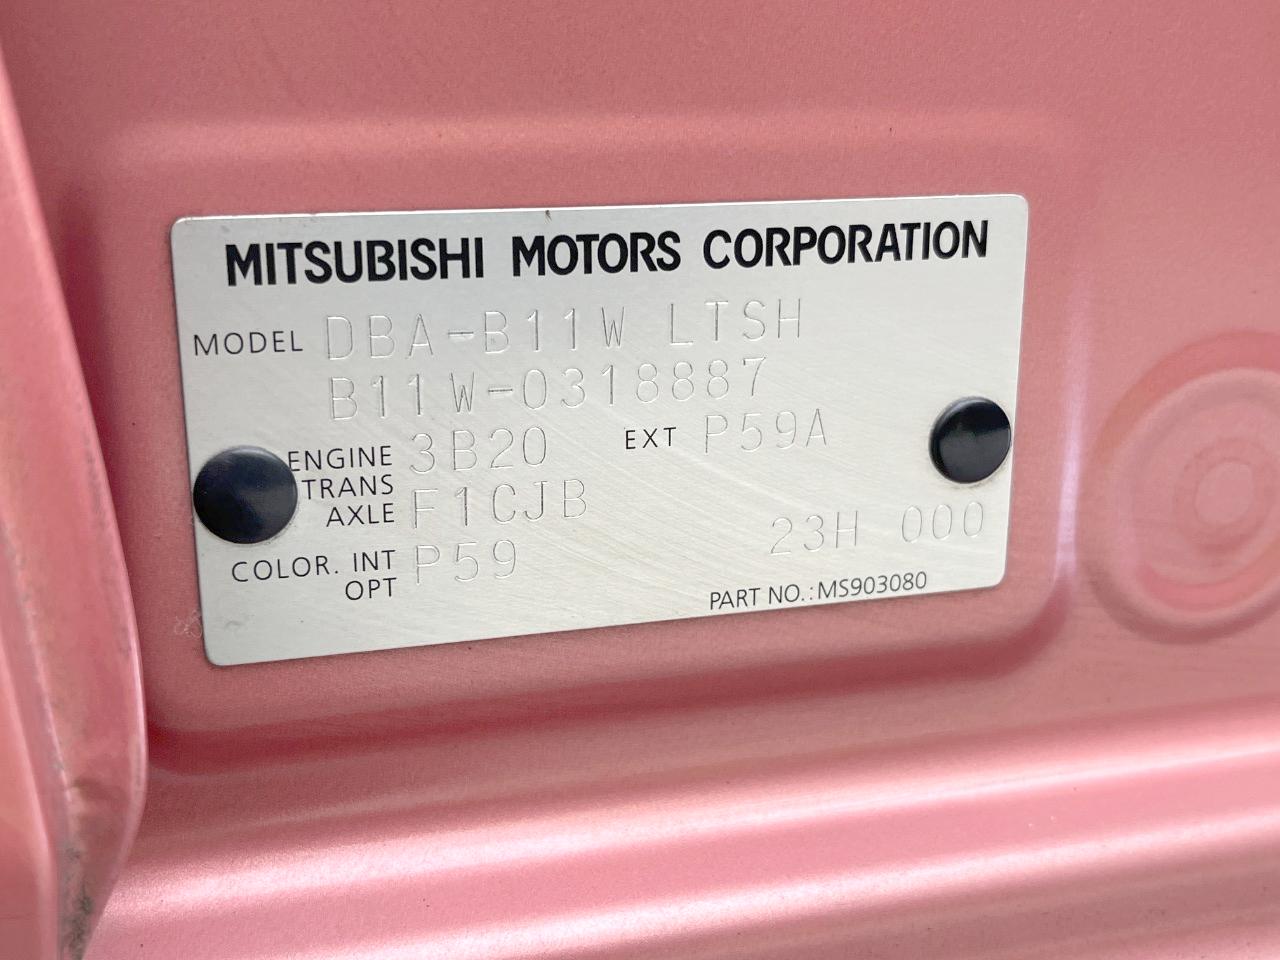 MITSUBISHI MOTORS CORPORATION
MODEL DBA-B11W LTSH
B11W-0318887
ENGINE 3B20 EXT P59A
TRANS
AXLE F1CJB
23H 000
COLOR. INT P59
OPT
PART NO.:MS903080